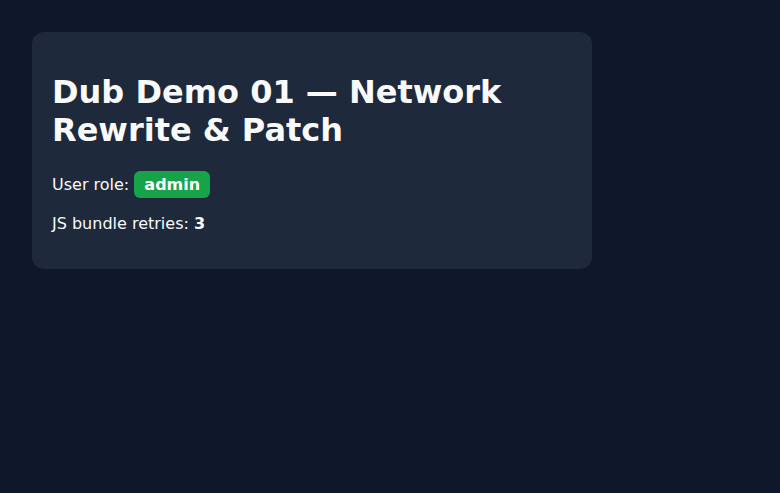 Dub Demo 01 — Network
Rewrite & Patch
User role: admin
JS bundle retries: 3